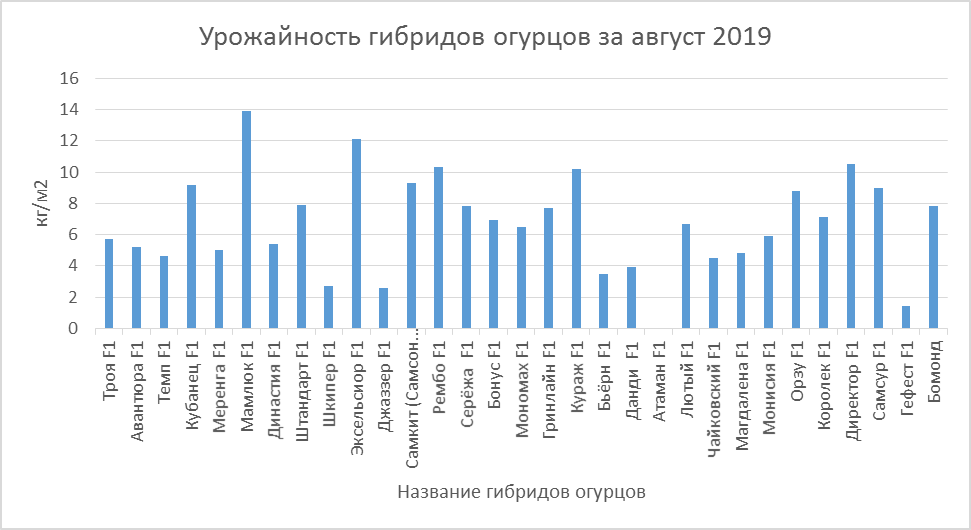 Урожайность гибридов огурцов за август 2019
кг/м2
16
14
12
10
8
6
4
2
0
Троя F1
Авантюра F1
Темп F1
Кубанец F1
Меренга F1
Мамлюк F1
Династия F1
Штандарт F1
Шкипер F1
Эксельсиор F1
Джаззер F1
Самкит (Самсон…
Рембо F1
Серёжа F1
Бонус F1
Мономах F1
Гринлайн F1
Кураж F1
Бьёрн F1
Данди F1
Атаман F1
Лютый F1
Чайковский F1
Магдалена F1
Монисия F1
Орзу F1
Королек F1
Директор F1
Самсур F1
Гефест F1
Бомонд
Название гибридов огурцов